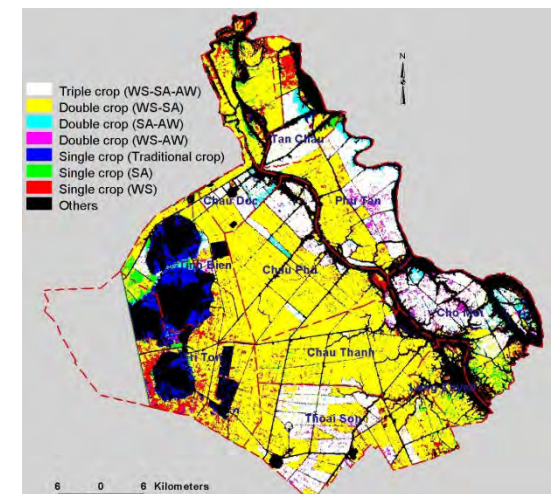 N
Triple crop (WS-SA-AW)
Double crop (WS-SA)
Double crop (SA-AW)
Double crop (WS-AW)
Single crop (Traditional crop)
Single crop (SA)
Single crop (WS)
Others
Tan Chau
Chau Doc
Phu Tan
Tinh Bien
Chau Phu
Cho Moi
Chau Thanh
Thoai Son
6 0 6 Kilometers